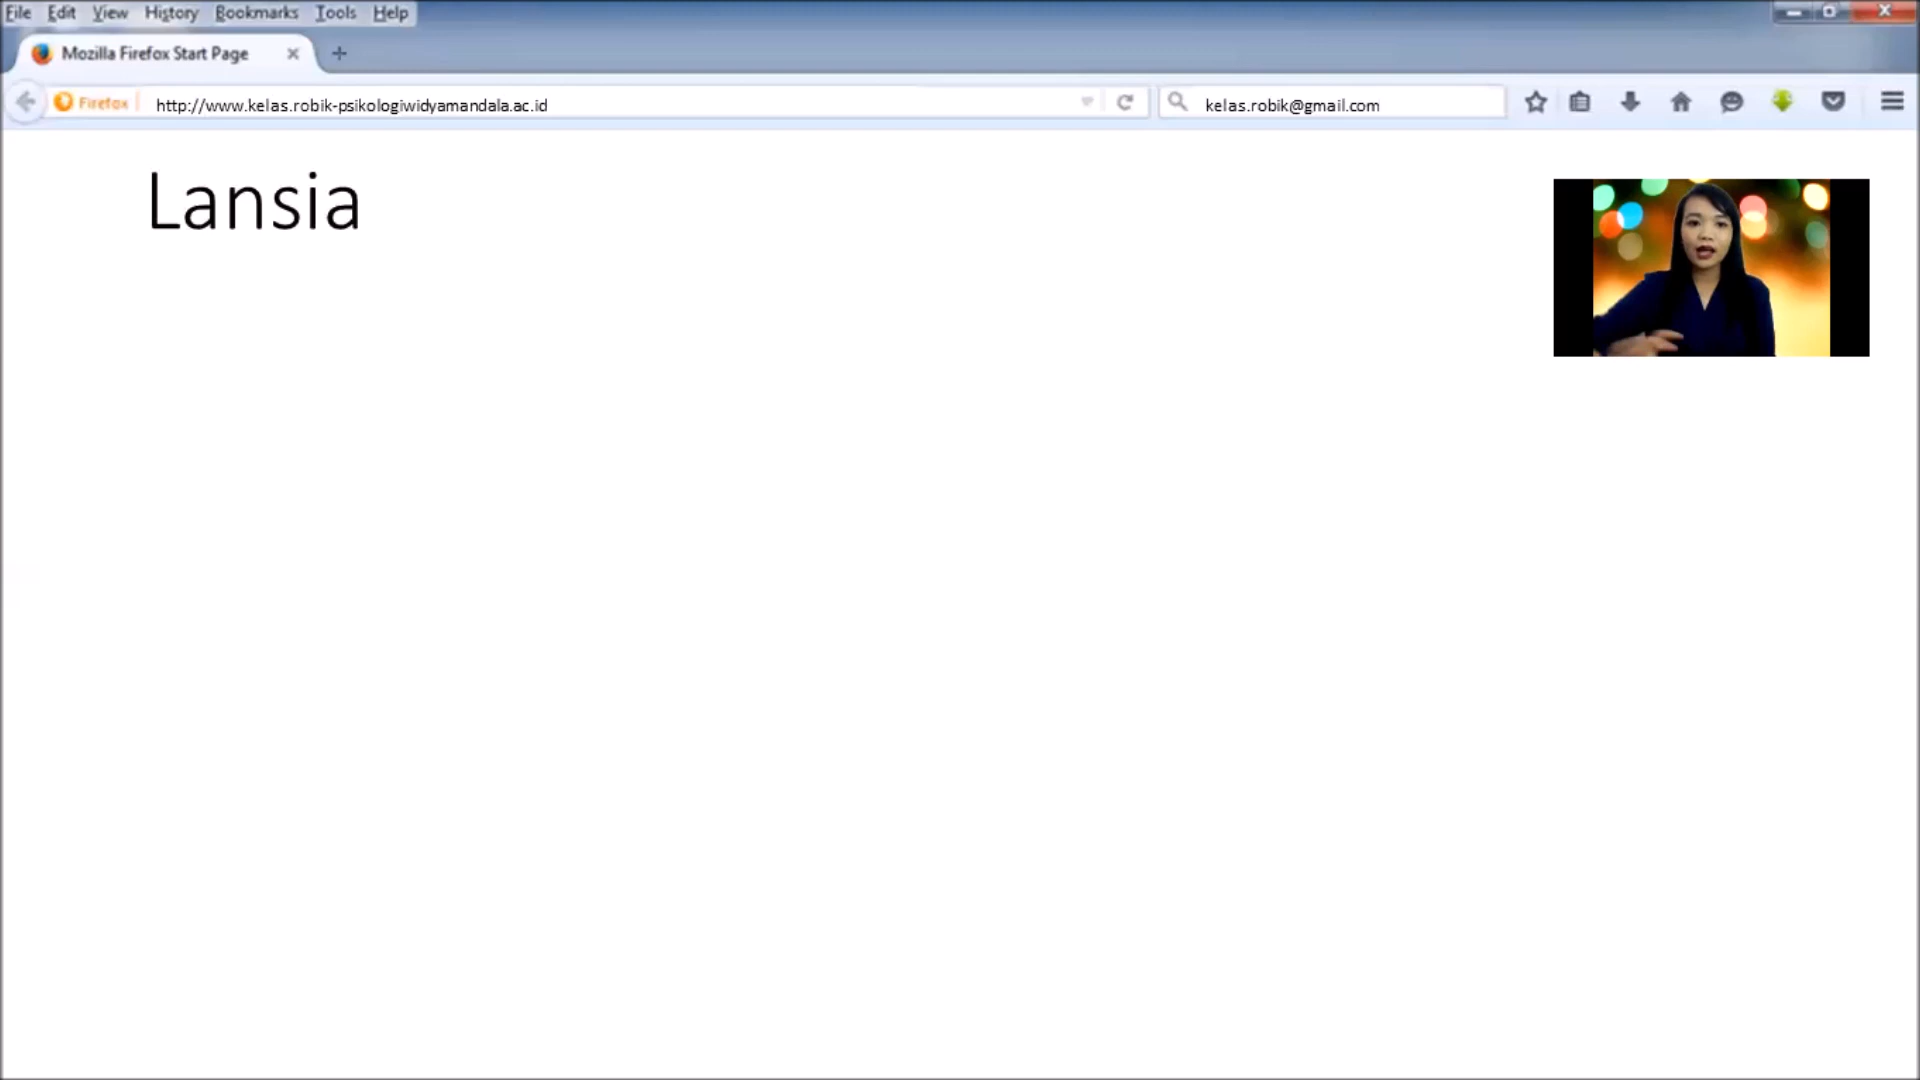 File Edit View History Bookmarks Tools Help
Mozilla Firefox Start Page
Firefox http://www.kelas.robik-psikologiwidyamandala.ac.id kelas.robik@gmail.com
Lansia